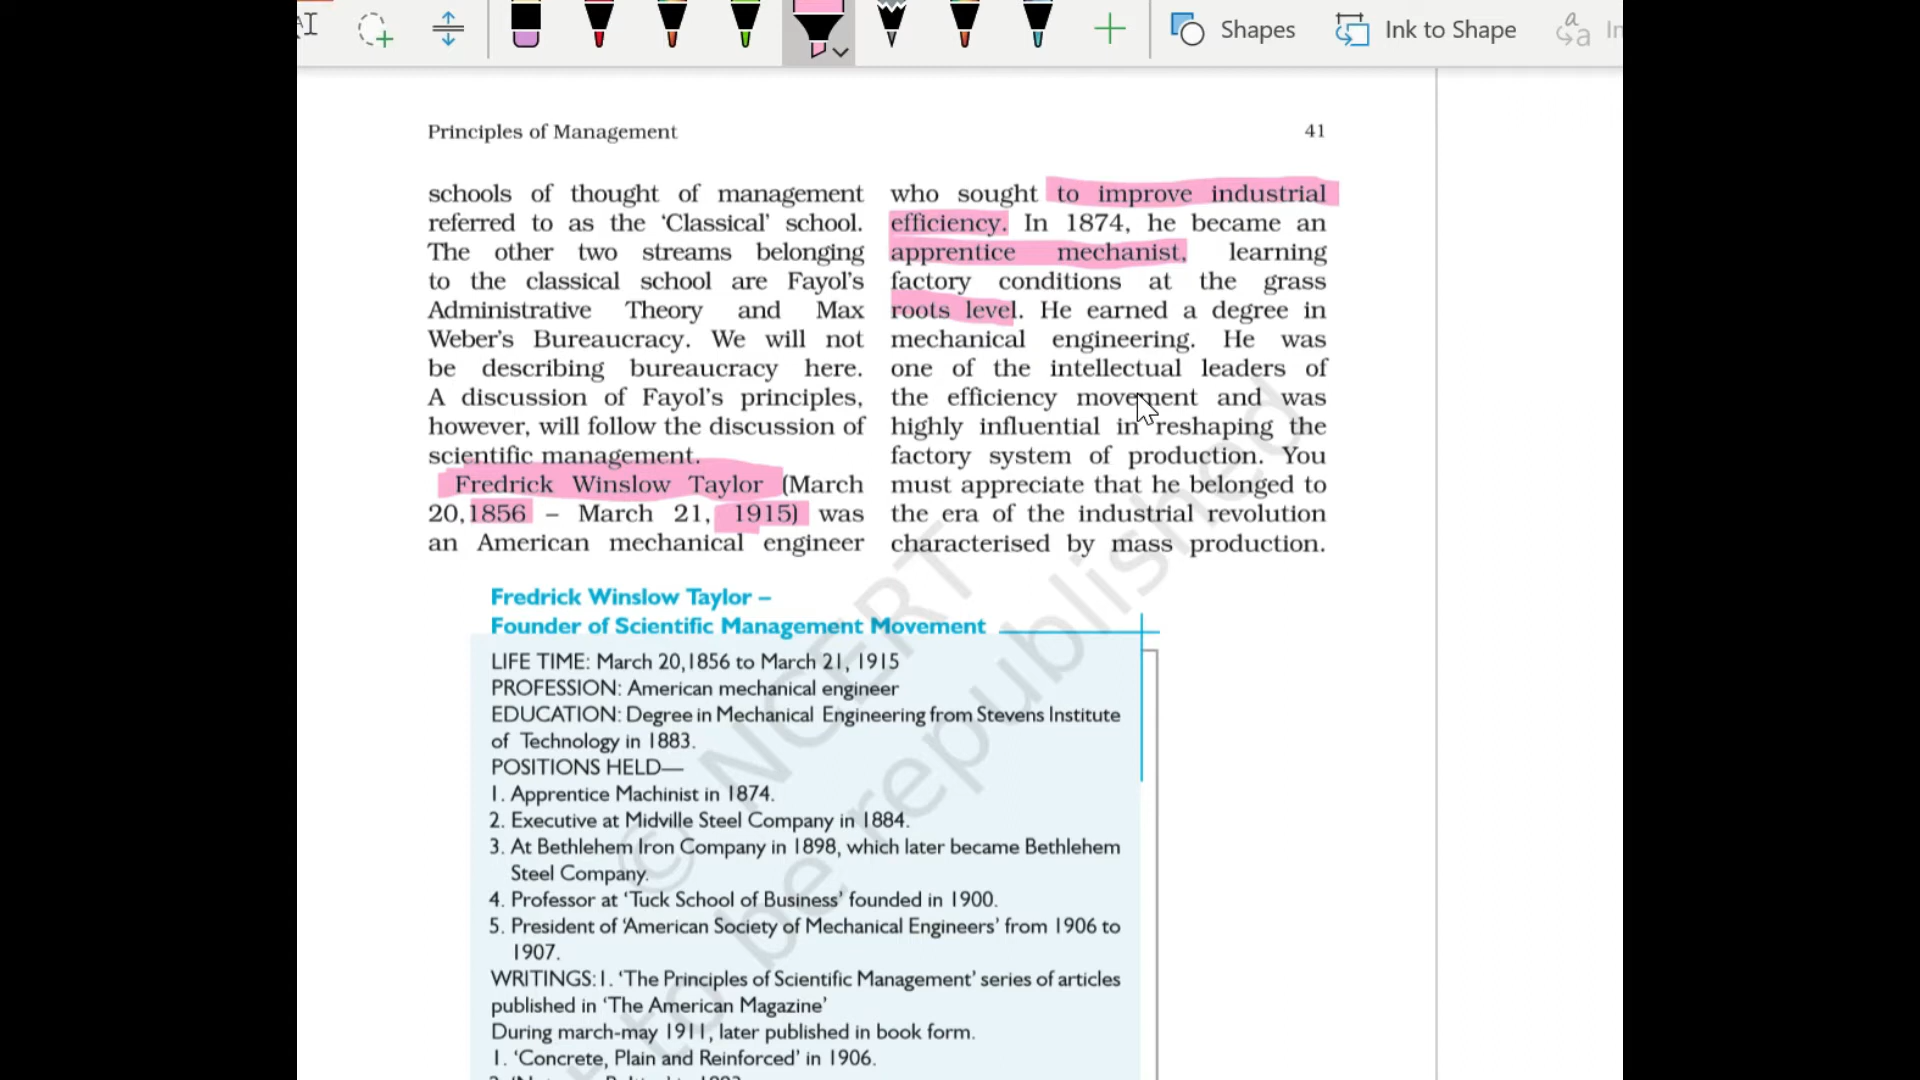 Shapes
Ink to Shape
Principles of Management
41
schools of thought of management
referred to as the ‘Classical’ school.
The other two streams belonging
to the classical school are Fayol’s
Administrative Theory and Max
Weber’s Bureaucracy. We will not
be describing bureaucracy here.
A discussion of Fayol’s principles,
however, will follow the discussion of
scientific management.
Fredrick Winslow Taylor (March
20,1856 – March 21, 1915) was
an American mechanical engineer
who sought to improve industrial
efficiency. In 1874, he became an
apprentice mechanist, learning
factory conditions at the grass
roots level. He earned a degree in
mechanical engineering. He was
one of the intellectual leaders of
the efficiency movement and was
highly influential in reshaping the
factory system of production. You
must appreciate that he belonged to
the era of the industrial revolution
characterised by mass production.
Fredrick Winslow Taylor –
Founder of Scientific Management Movement
LIFE TIME: March 20,1856 to March 21, 1915
PROFESSION: American mechanical engineer
EDUCATION: Degree in Mechanical Engineering from Stevens Institute
of Technology in 1883.
POSITIONS HELD—
1. Apprentice Machinist in 1874.
2. Executive at Midville Steel Company in 1884.
3. At Bethlehem Iron Company in 1898, which later became Bethlehem
Steel Company.
4. Professor at ‘Tuck School of Business’ founded in 1900.
5. President of ‘American Society of Mechanical Engineers’ from 1906 to
1907.
WRITINGS:1. ‘The Principles of Scientific Management’ series of articles
published in ‘The American Magazine’
During march-may 1911, later published in book form.
1. ‘Concrete, Plain and Reinforced’ in 1906.
© NCERT
to be republished